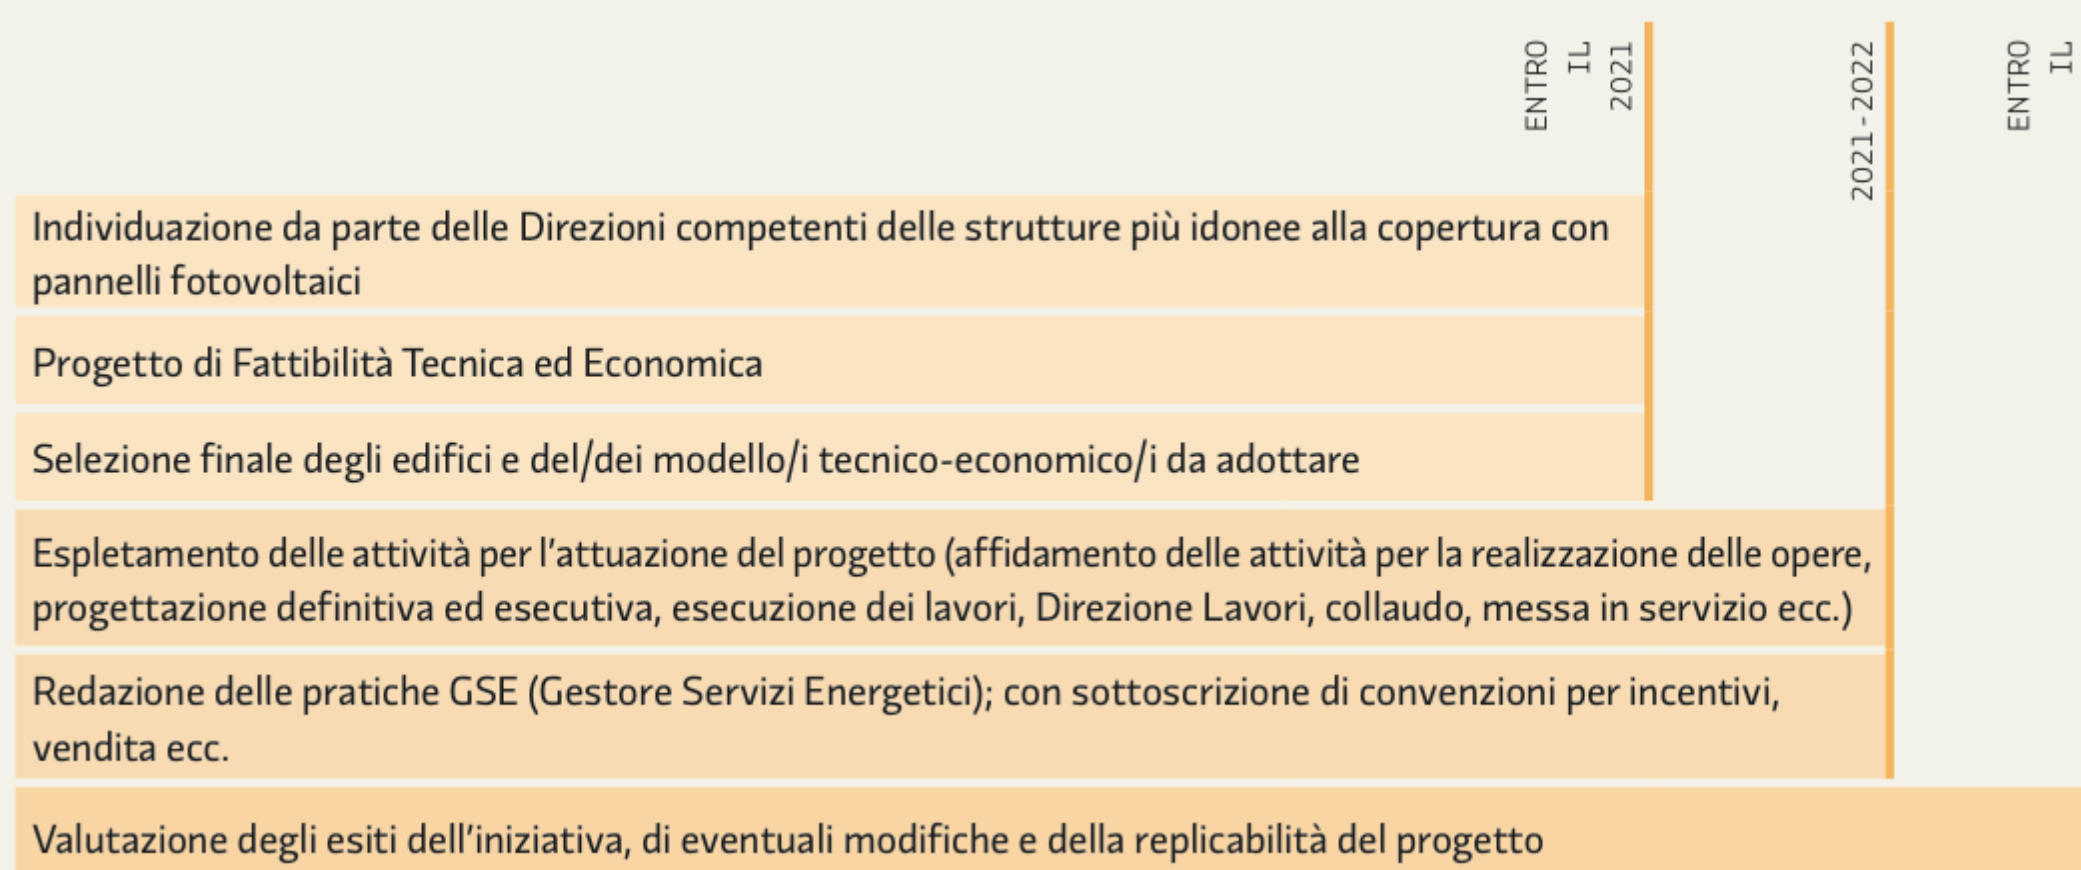 ENTRO
IL
2021
2021-2022
ENTRO
IL
Individuazione da parte delle Direzioni competenti delle strutture più idonee alla copertura con
pannelli fotovoltaici
Progetto di Fattibilità Tecnica ed Economica
Selezione finale degli edifici e del/dei modello/i tecnico-economico/i da adottare
Espletamento delle attività per l'attuazione del progetto (affidamento delle attività per la realizzazione delle opere,
progettazione definitiva ed esecutiva, esecuzione dei lavori, Direzione Lavori, collaudo, messa in servizio ecc.)
Redazione delle pratiche GSE (Gestore Servizi Energetici); con sottoscrizione di convenzioni per incentivi,
vendita ecc.
Valutazione degli esiti dell'iniziativa, di eventuali modifiche e della replicabilità del progetto